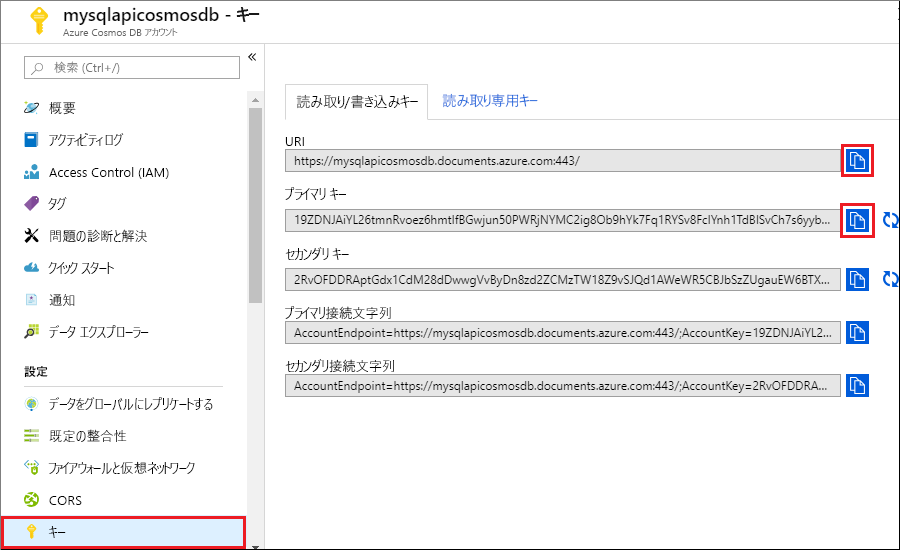 mysqlapicosmosdb - キー
Azure Cosmos DB アカウント
検索 (Ctrl+/)
概要
アクティビティログ
Access Control (IAM)
タグ
問題の診断と解決
クイック スタート
通知
データ エクスプローラー
設定
データをグローバルにレプリケートする
既定の整合性
ファイアウォールと仮想ネットワーク
CORS
キー
読み取り/書き込みキー
読み取り専用キー
URI
https://mysqlapicosmosdb.documents.azure.com:443/
プライマリ キー
19ZDNJAiYL26tmnRvoez6hmtIfBGwjun50PWRjNYMC2ig8Ob9hYk7Fq1RYSv8FcIYnh1TdBISvCh7s6yyb...
セカンダリ キー
2RvOFDDRAptGdx1CdM28dDwwgVvByDn8zd2ZCMzTW18Z9vSJQd1AWeWR5CBJbSzZUgauEW6BTX...
プライマリ接続文字列
AccountEndpoint=https://mysqlapicosmosdb.documents.azure.com:443/;AccountKey=19ZDNJAiYL2...
セカンダリ接続文字列
AccountEndpoint=https://mysqlapicosmosdb.documents.azure.com:443/;AccountKey=2RvOFDDRA...